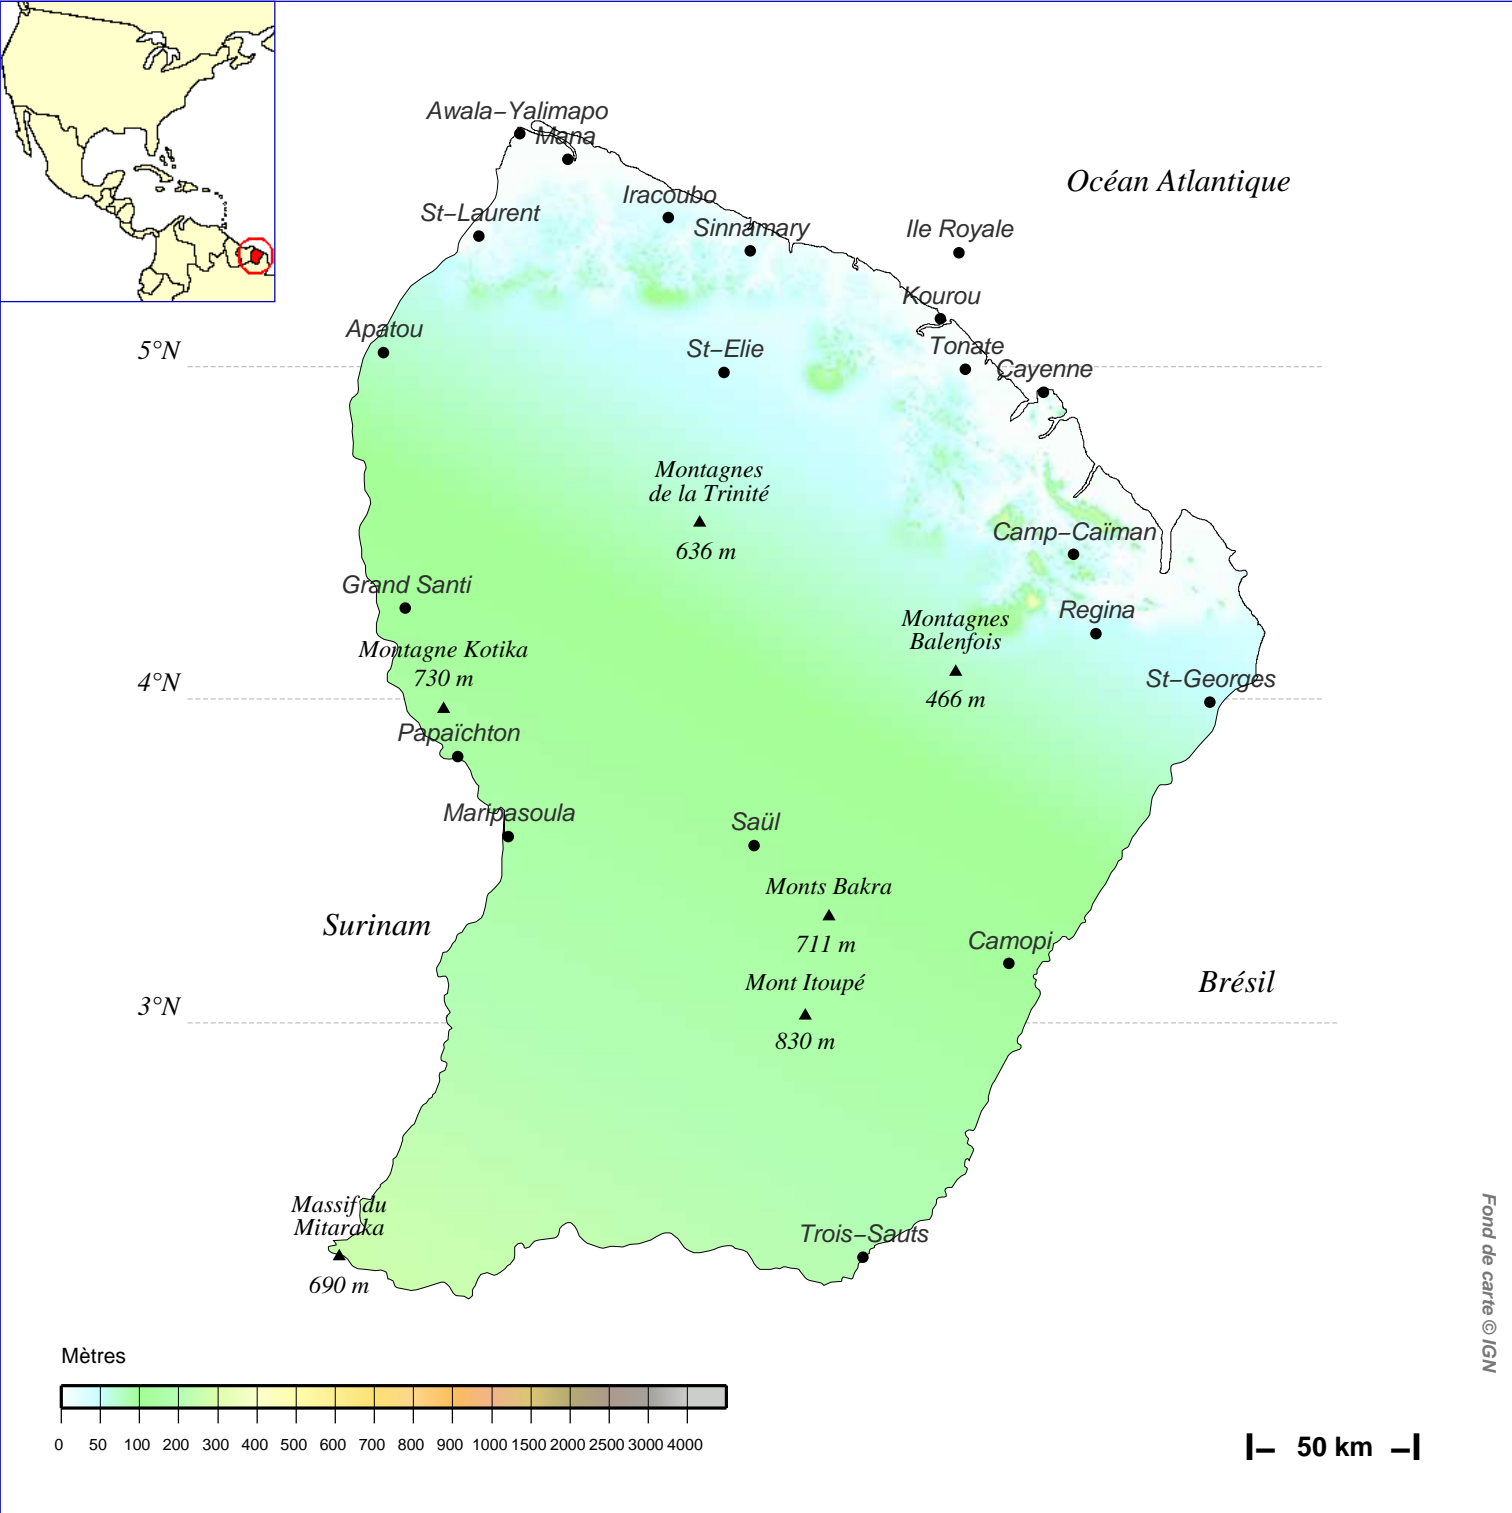 Awala−Yalimapo
Mana
Océan Atlantique
Iracoubo
St−Laurent
Sinnamary
Ile Royale
Kourou
Apatou
Tonate
5°N
St−Elie
Cayenne
Montagnes
de la Trinité
636 m
Camp−Caïman
Grand Santi
Regina
Montagnes
Balenfois
466 m
Montagne Kotika
730 m
4°N
St−Georges
Papaïchton
Maripasoula
Saül
Monts Bakra
711 m
Surinam
Camopi
Mont Itoupé
830 m
Brésil
3°N
Massif du
Mitaraka
690 m
Trois−Sauts
Fond de carte © IGN
Mètres
0 50 100 200 300 400 500 600 700 800 900 1000 1500 2000 2500 3000 4000
50 km